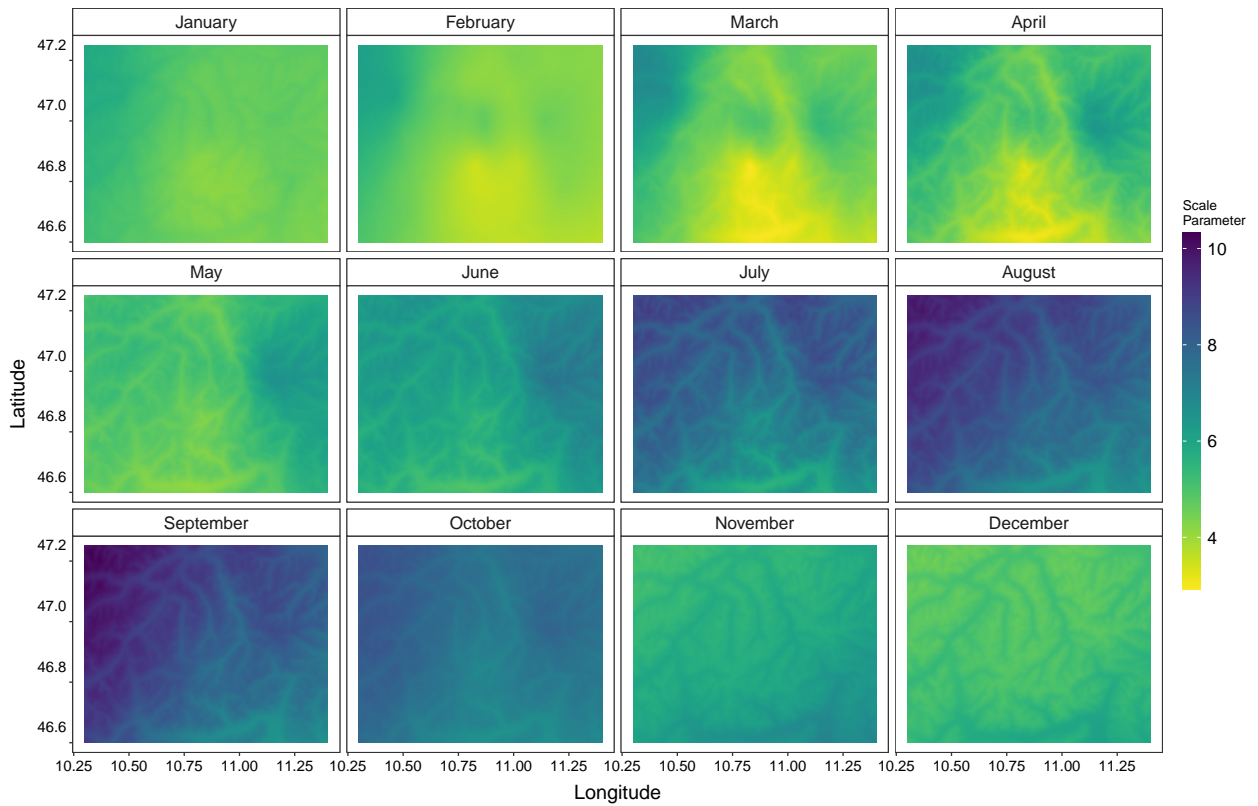 January February March April
47.2
47.0
46.8
46.6
May June July August
47.2
47.0
46.8
46.6
September October November December
47.2
47.0
46.8
46.6
10.25 10.50 10.75 11.00 11.25 10.25 10.50 10.75 11.00 11.25 10.25 10.50 10.75 11.00 11.25 10.25 10.50 10.75 11.00 11.25
Longitude
Latitude
Scale
Parameter
10
8
6
4